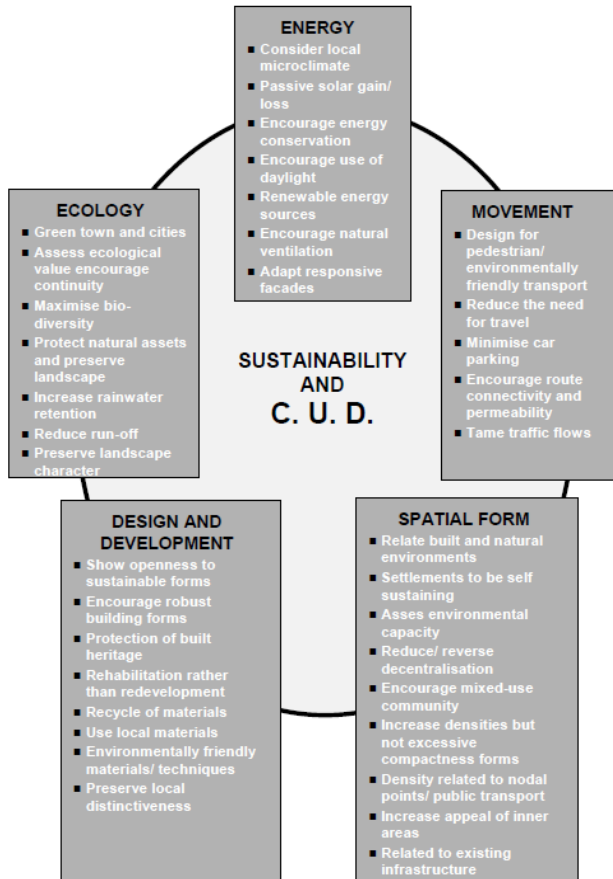 ENERGY
■ Consider local
microclimate
■ Passive solar gain/
loss
■ Encourage energy
conservation
■ Encourage use of
daylight
■ Renewable energy
sources
■ Encourage natural
ventilation
■ Adapt responsive
facades
ECOLOGY
■ Green town and cities
■ Assess ecological
value encourage
continuity
■ Maximise bio-
diversity
■ Protect natural assets
and preserve
landscape
■ Increase rainwater
retention
■ Reduce run-off
■ Preserve landscape
character
MOVEMENT
■ Design for
pedestrian/
environmentally
friendly transport
■ Reduce the need
for travel
■ Minimise car
parking
■ Encourage route
connectivity and
permeability
■ Tame traffic flows
SUSTAINABILITY
AND
C. U. D.
DESIGN AND
DEVELOPMENT
■ Show openness to
sustainable forms
■ Encourage robust
building forms
■ Protection of built
heritage
■ Rehabilitation rather
than redevelopment
■ Recycle of materials
■ Use local materials
■ Environmentally friendly
materials/ techniques
■ Preserve local
distinctiveness
SPATIAL FORM
■ Relate built and natural
environments
■ Settlements to be self
sustaining
■ Asses environmental
capacity
■ Reduce/ reverse
decentralisation
■ Encourage mixed-use
community
■ Increase densities but
not excessive
compactness forms
■ Density related to nodal
points/ public transport
■ Increase appeal of inner
areas
■ Related to existing
infrastructure